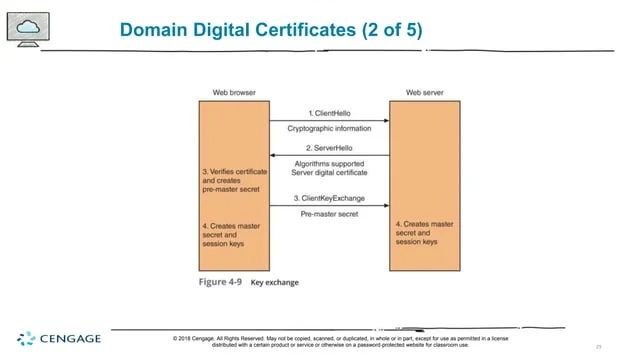 Domain Digital Certificates (2 of 5)
Web browser
Web server
1. ClientHello
Cryptographic information
2. ServerHello
Algorithms supported
Server digital certificate
3. Verifies certificate
and creates
pre-master secret
3. ClientKeyExchange
Pre-master secret
4. Creates master
secret and
session keys
4. Creates master
secret and
session keys
Figure 4-9 Key exchange
CENGAGE
© 2018 Cengage. All Rights Reserved. May not be copied, scanned, or duplicated, in whole or in part, except for use as permitted in a license
distributed with a certain product or service or otherwise on a password-protected website for classroom use.